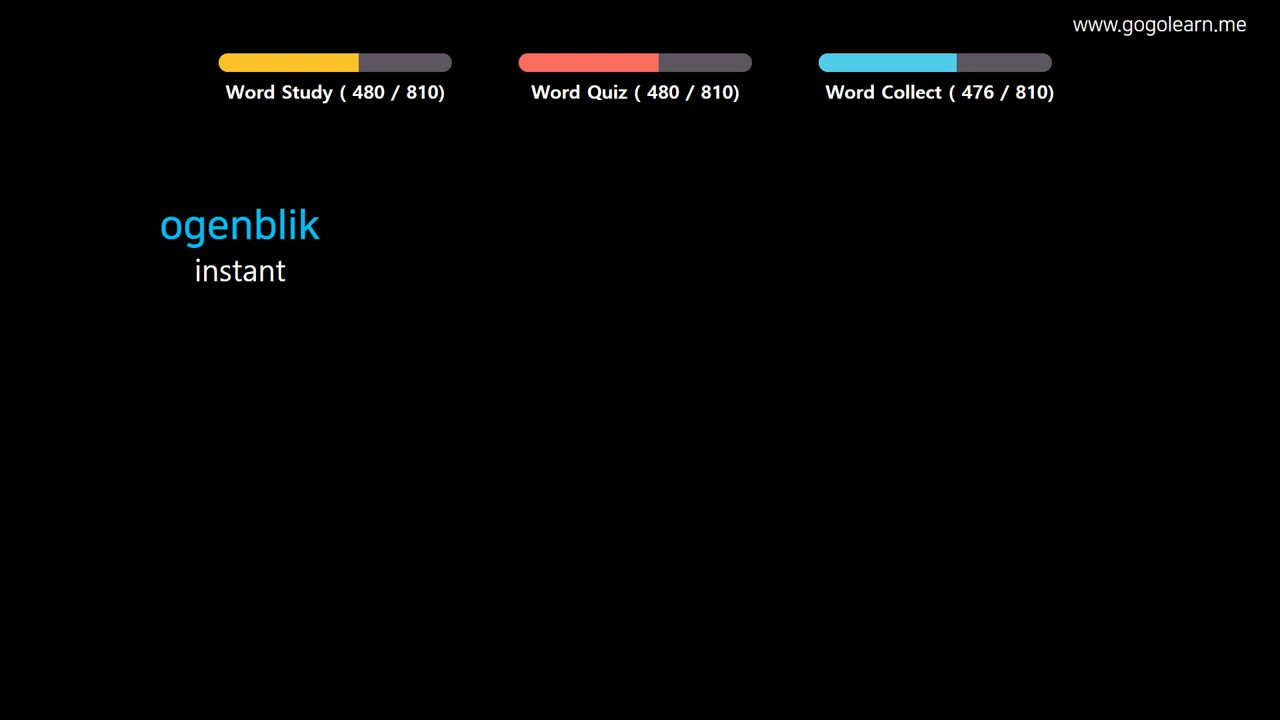 www.gogolearn.me
Word Study ( 480 / 810)
Word Quiz ( 480 / 810)
Word Collect ( 476 / 810)
ogenblik
instant